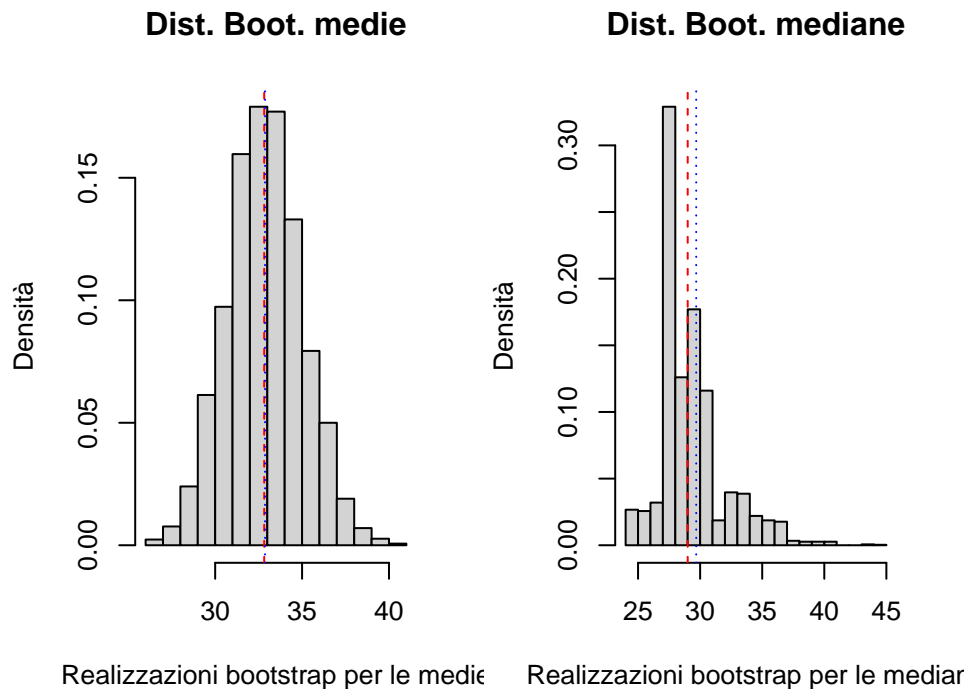 Dist. Boot. medie
Densità
0.00
0.05
0.10
0.15
30
35
40
Realizzazioni bootstrap per le medie
Dist. Boot. mediane
Densità
0.00
0.10
0.20
0.30
25
30
35
40
45
Realizzazioni bootstrap per le median